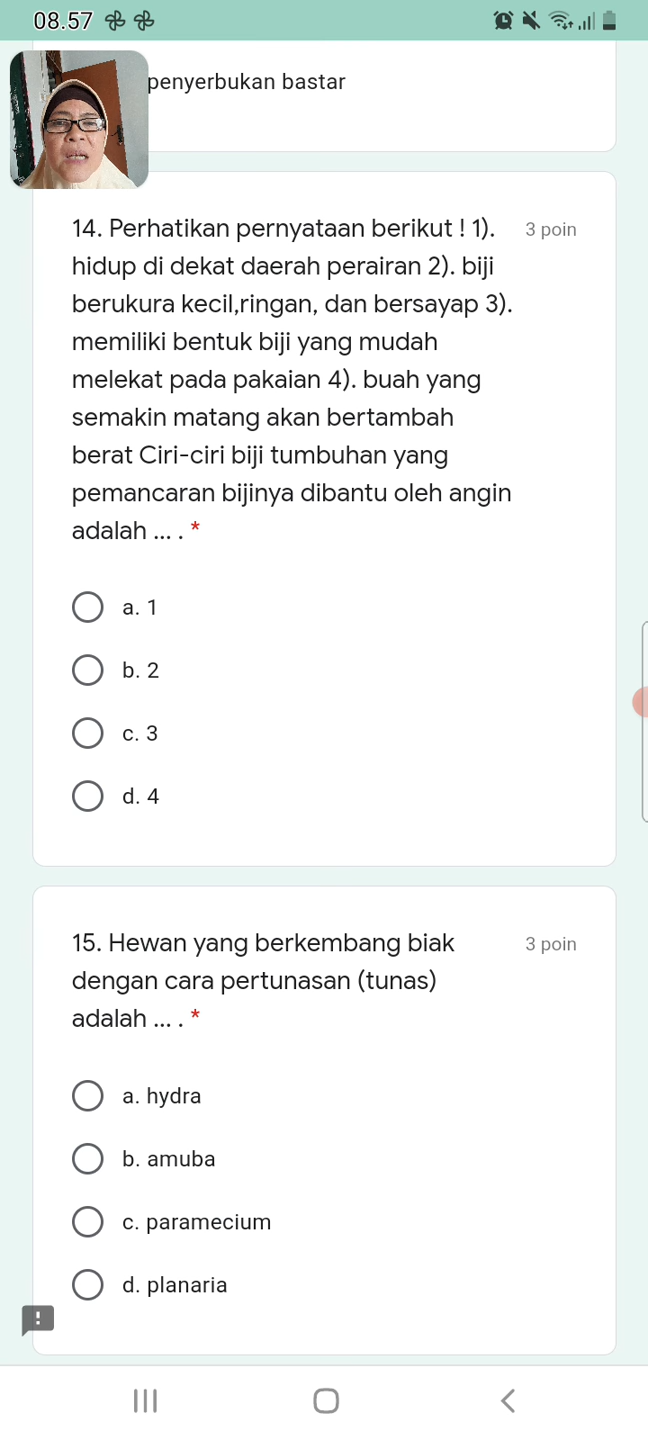 08.57
penyerbukan bastar
14. Perhatikan pernyataan berikut ! 1). 3 poin
hidup di dekat daerah perairan 2). biji
berukura kecil,ringan, dan bersayap 3).
memiliki bentuk biji yang mudah
melekat pada pakaian 4). buah yang
semakin matang akan bertambah
berat Ciri-ciri biji tumbuhan yang
pemancaran bijinya dibantu oleh angin
adalah ... . *
a. 1
b. 2
c. 3
d. 4
15. Hewan yang berkembang biak 3 poin
dengan cara pertunasan (tunas)
adalah ... . *
a. hydra
b. amuba
c. paramecium
d. planaria